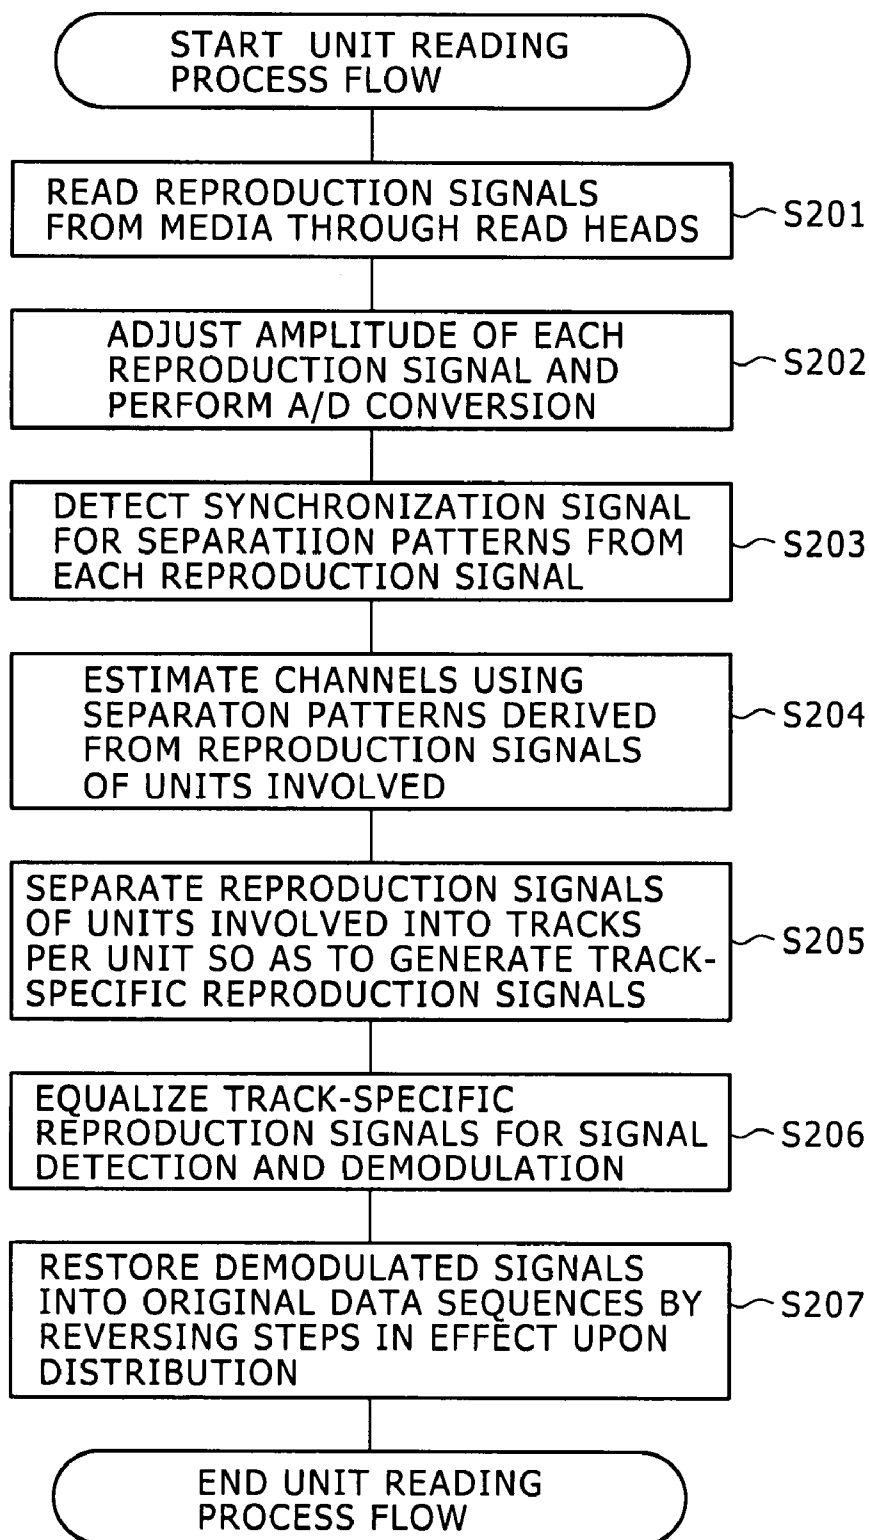 START UNIT READING
PROCESS FLOW
READ REPRODUCTION SIGNALS
FROM MEDIA THROUGH READ HEADS
S201
ADJUST AMPLITUDE OF EACH
REPRODUCTION SIGNAL AND
PERFORM A/D CONVERSION
S202
DETECT SYNCHRONIZATION SIGNAL
FOR SEPARATIION PATTERNS FROM
EACH REPRODUCTION SIGNAL
S203
ESTIMATE CHANNELS USING
SEPARATON PATTERNS DERIVED
FROM REPRODUCTION SIGNALS
OF UNITS INVOLVED
S204
SEPARATE REPRODUCTION SIGNALS
OF UNITS INVOLVED INTO TRACKS
PER UNIT SO AS TO GENERATE TRACK-
SPECIFIC REPRODUCTION SIGNALS
S205
EQUALIZE TRACK-SPECIFIC
REPRODUCTION SIGNALS FOR SIGNAL
DETECTION AND DEMODULATION
S206
RESTORE DEMODULATED SIGNALS
INTO ORIGINAL DATA SEQUENCES BY
REVERSING STEPS IN EFFECT UPON
DISTRIBUTION
S207
END UNIT READING
PROCESS FLOW